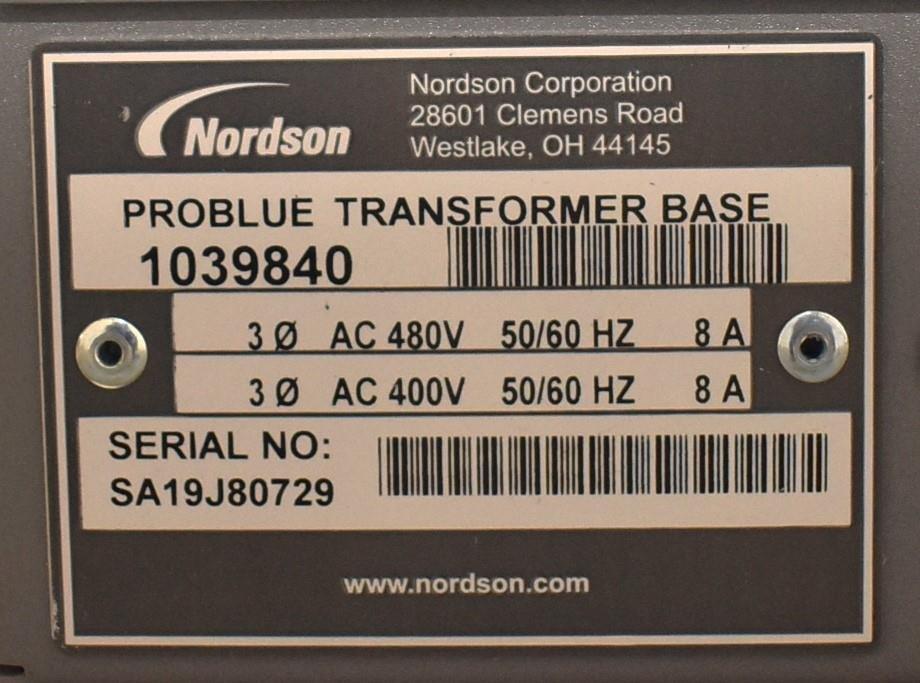 Nordson
Nordson Corporation
28601 Clemens Road
Westlake, OH 44145
PROBLUE TRANSFORMER BASE
1039840
3 Ø AC 480V 50/60 HZ 8 A
3 Ø AC 400V 50/60 HZ 8 A
SERIAL NO:
SA19J80729
www.nordson.com